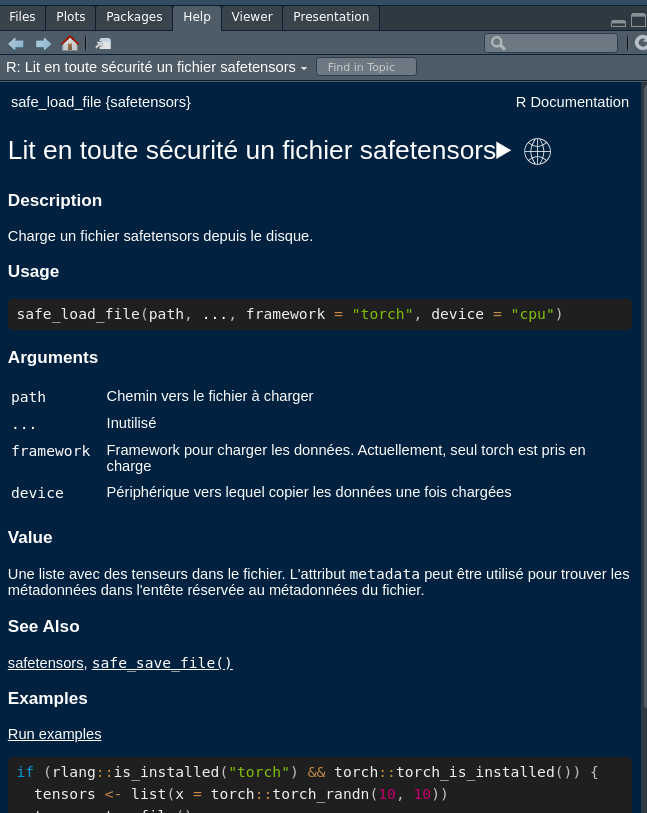 Files Plots Packages Help Viewer Presentation
R: Lit en toute sécurité un fichier safetensors Find in Topic
safe_load_file {safetensors} R Documentation
Lit en toute sécurité un fichier safetensors
Description
Charge un fichier safetensors depuis le disque.
Usage
safe_load_file(path, ..., framework = "torch", device = "cpu")
Arguments
path Chemin vers le fichier à charger
... Inutilisé
framework Framework pour charger les données. Actuellement, seul torch est pris en
charge
device Périphérique vers lequel copier les données une fois chargées
Value
Une liste avec des tenseurs dans le fichier. L'attribut metadata peut être utilisé pour trouver les
métadonnées dans l'entête réservée au métadonnées du fichier.
See Also
safetensors, safe_save_file()
Examples
Run examples
if (rlang::is_installed("torch") && torch::torch_is_installed()) {
tensors <- list(x = torch::torch_randn(10, 10))